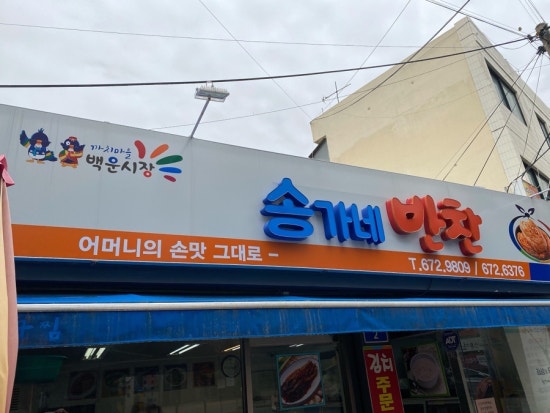 까치마을
백운시장
송가네 반찬
어머니의 손맛 그대로 -
T.672.9809 / 672.6376
김치
주문